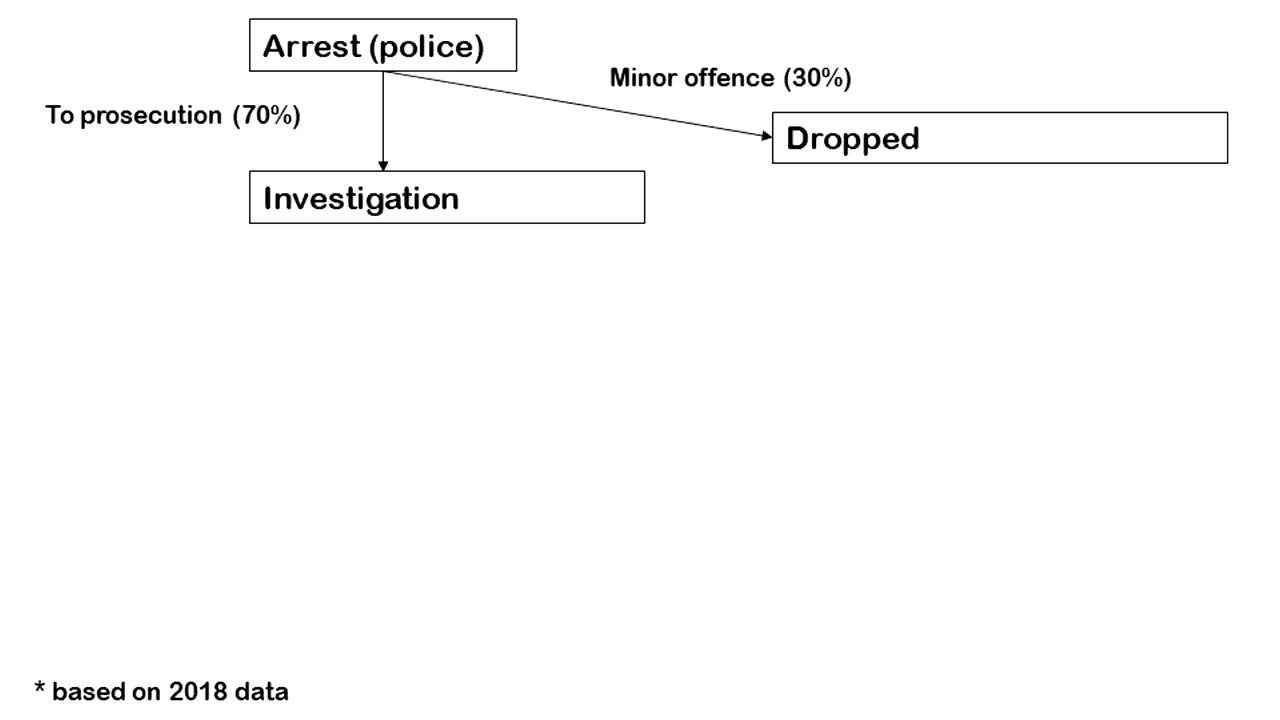 Arrest (police)
Minor offence (30%)
To prosecution (70%)
Dropped
Investigation
* based on 2018 data